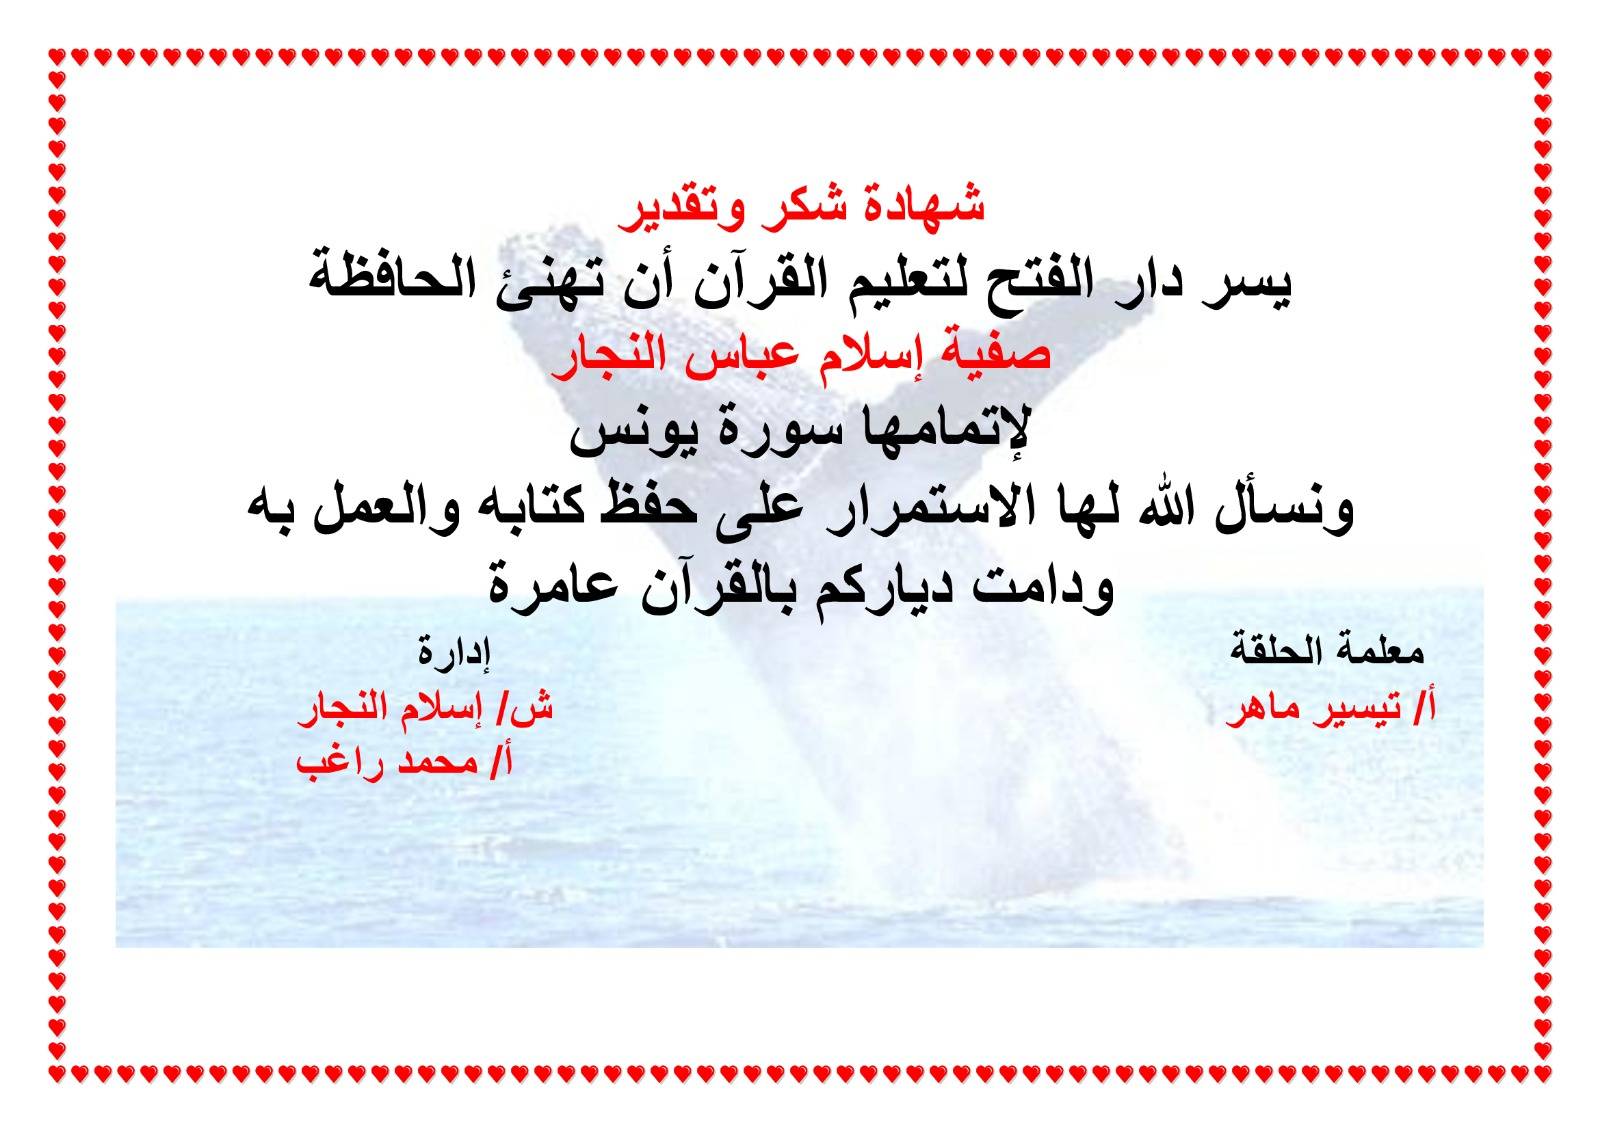 شهادة شكر وتقدير
يسر دار الفتح لتعليم القرآن أن تهنئ الحافظة
صفية إسلام عباس النجار
لإتمامها سورة يونس
ونسأل الله لها الاستمرار على حفظ كتابه والعمل به
ودامت دياركم بالقرآن عامرة
معلمة الحلقة إدارة
أ/ تيسير ماهر ش/ إسلام النجار
أ/ محمد راغب